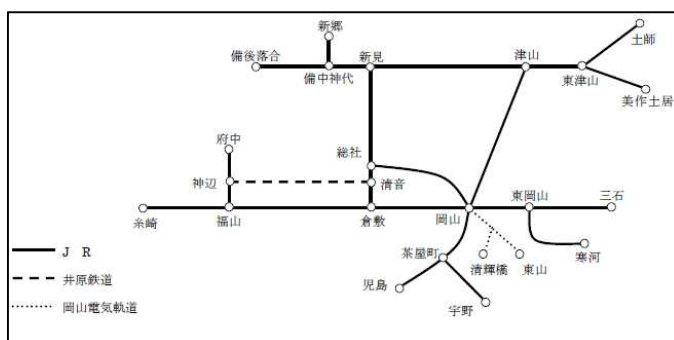 新郷
土師
備後落合
新見
津山
備中神代
東津山
美作土居
府中
総社
神辺
清音
東岡山
三石
糸崎
福山
倉敷
岡山
寒河
茶屋町
清輝橋
東山
児島
宇野
J R
井原鉄道
岡山電気軌道